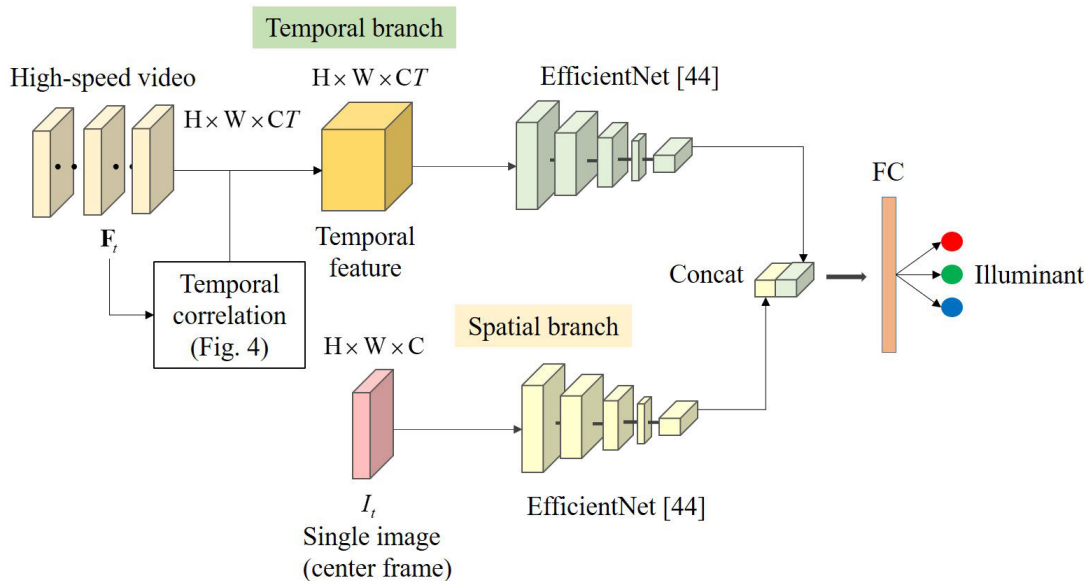 Temporal branch
High-speed video
H × W × CT
H × W × CT
EfficientNet [44]
F_t
Temporal
feature
Temporal
correlation
(Fig. 4)
FC
Concat
Illuminant
Spatial branch
H × W × C
I_t
Single image
(center frame)
EfficientNet [44]